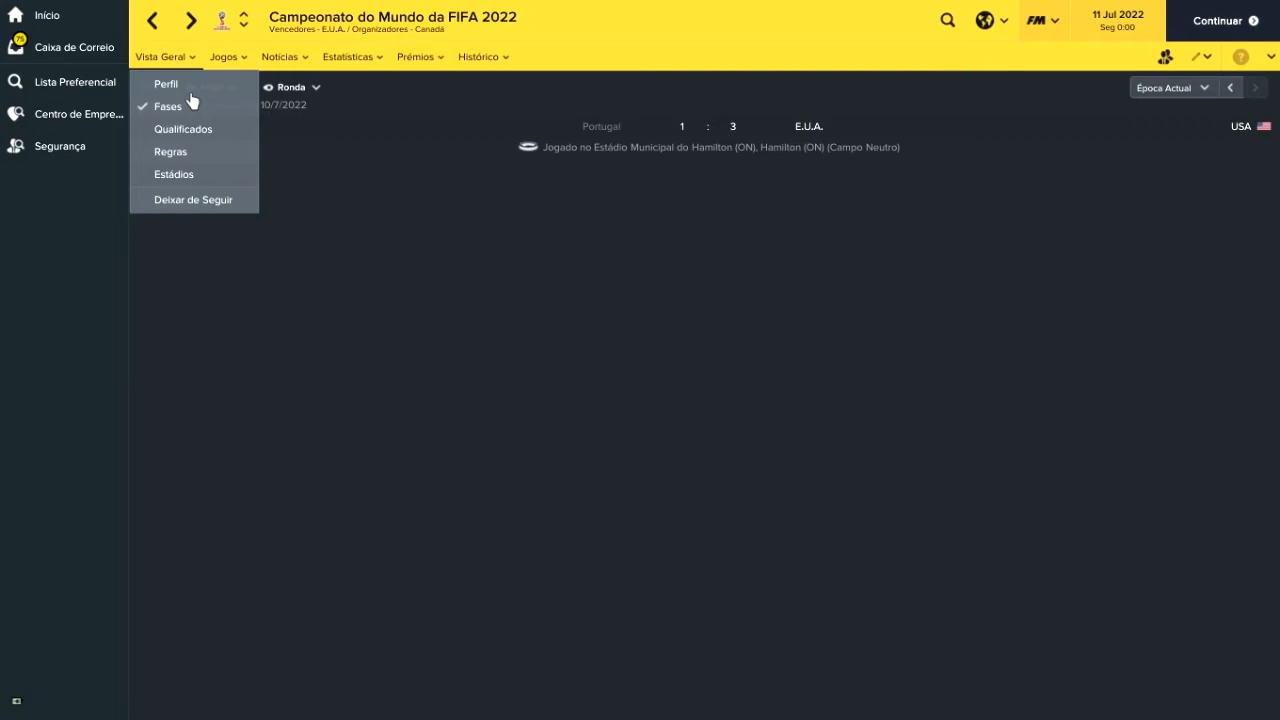 Início
Campeonato do Mundo da FIFA 2022
Vencedores - E.U.A. / Organizadores - Canadá
FM
11 Jul 2022
Seg 0:00
Continuar
75
Caixa de Correio
Vista Geral
Jogos
Notícias
Estatísticas
Prémios
Histórico
?
Lista Preferencial
Perfil
Ronda
Época Actual
Fases
10/7/2022
Centro de Empre...
Qualificados
Portugal 1 : 3 E.U.A.
USA
Segurança
Regras
Jogado no Estádio Municipal do Hamilton (ON), Hamilton (ON) (Campo Neutro)
Estádios
Deixar de Seguir